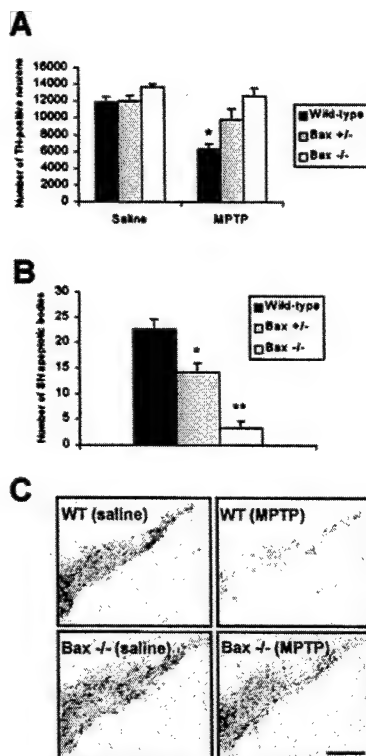 A
Number of TH-positive neurons
16000
14000
12000
10000
8000
6000
4000
2000
0
*
Saline
MPTP
Wild-type
Bax +/-
Bax -/-
B
Number of SN apoptotic bodies
25
20
15
10
5
0
*
**
Wild-type
Bax +/-
Bax -/-
C
WT (saline)
WT (MPTP)
Bax -/- (saline)
Bax -/- (MPTP)